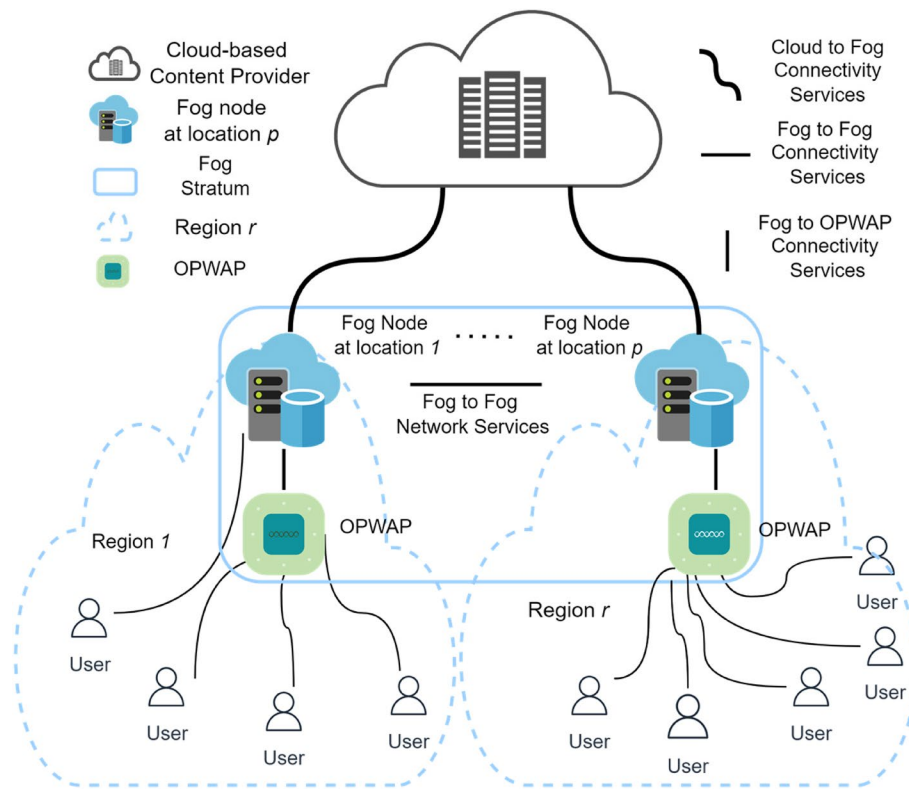 Cloud-based
Content Provider
Fog node
at location p
Fog
Stratum
Region r
OPWAP
Cloud to Fog
Connectivity
Services
Fog to Fog
Connectivity
Services
Fog to OPWAP
Connectivity
Services
Fog Node
at location 1
.....
Fog Node
at location p
Fog to Fog
Network Services
OPWAP
OPWAP
Region 1
Region r
User
User
User
User
User
User
User
User
User